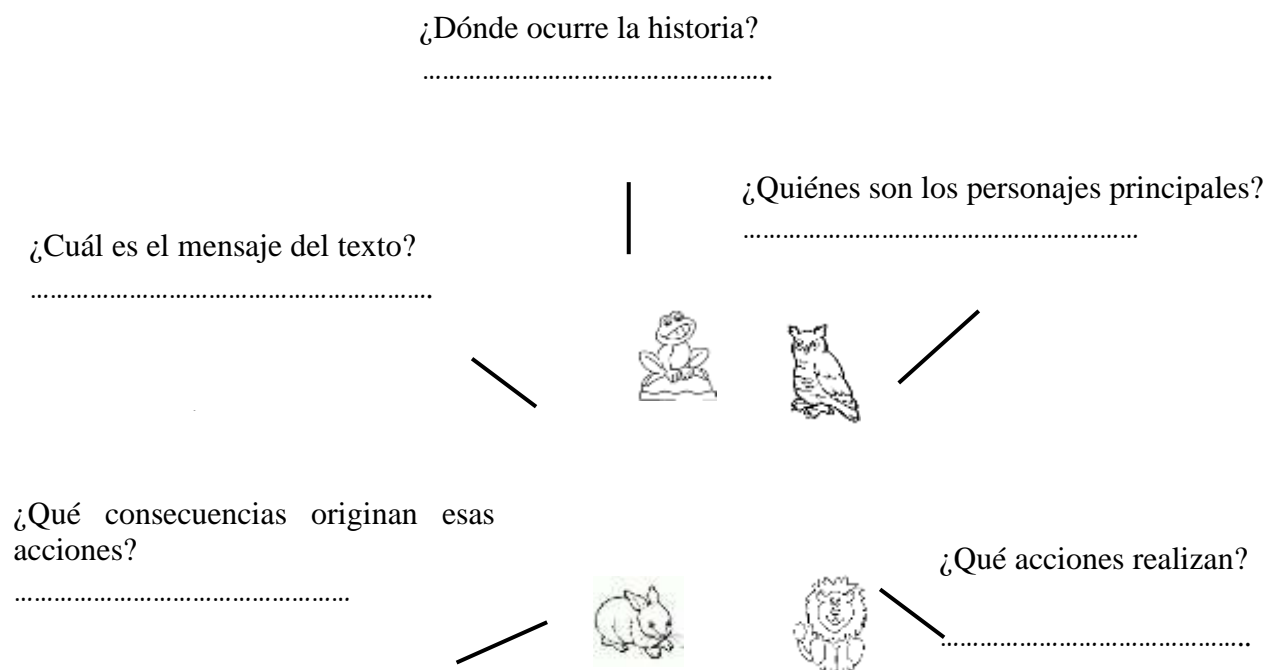 ¿Dónde ocurre la historia?
……………………………………………..
¿Quiénes son los personajes principales?
……………………………………………………
¿Cuál es el mensaje del texto?
…………………………………………………….
¿Qué consecuencias originan esas
acciones?
……………………………………………
¿Qué acciones realizan?
………………………………………..